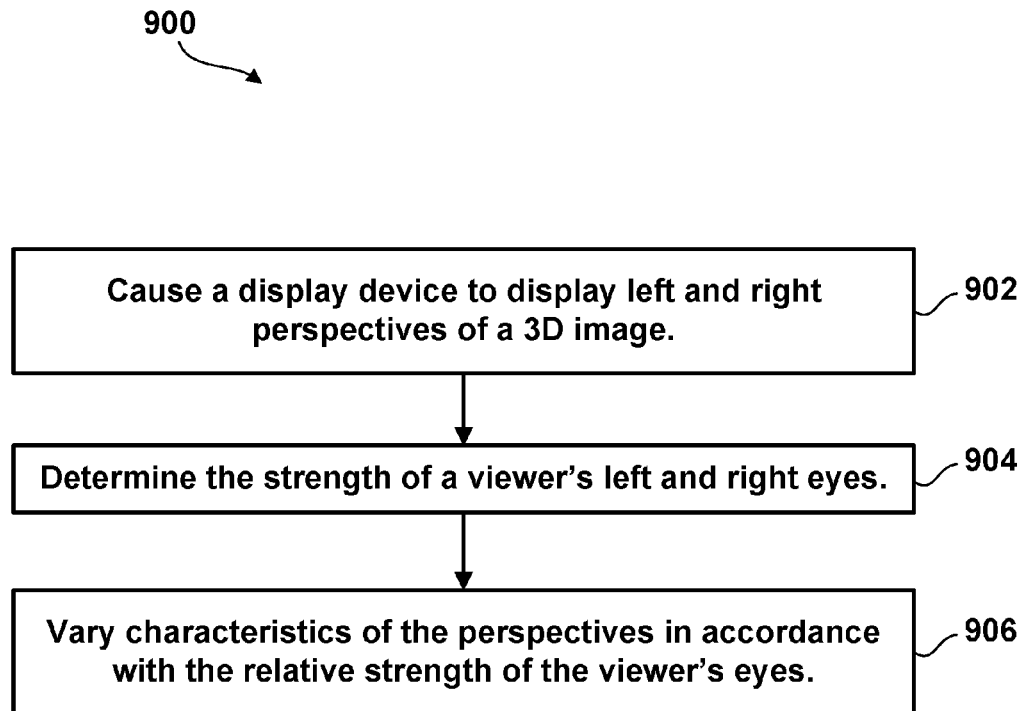 900
Cause a display device to display left and right
perspectives of a 3D image.
902
Determine the strength of a viewer’s left and right eyes.
904
Vary characteristics of the perspectives in accordance
with the relative strength of the viewer’s eyes.
906